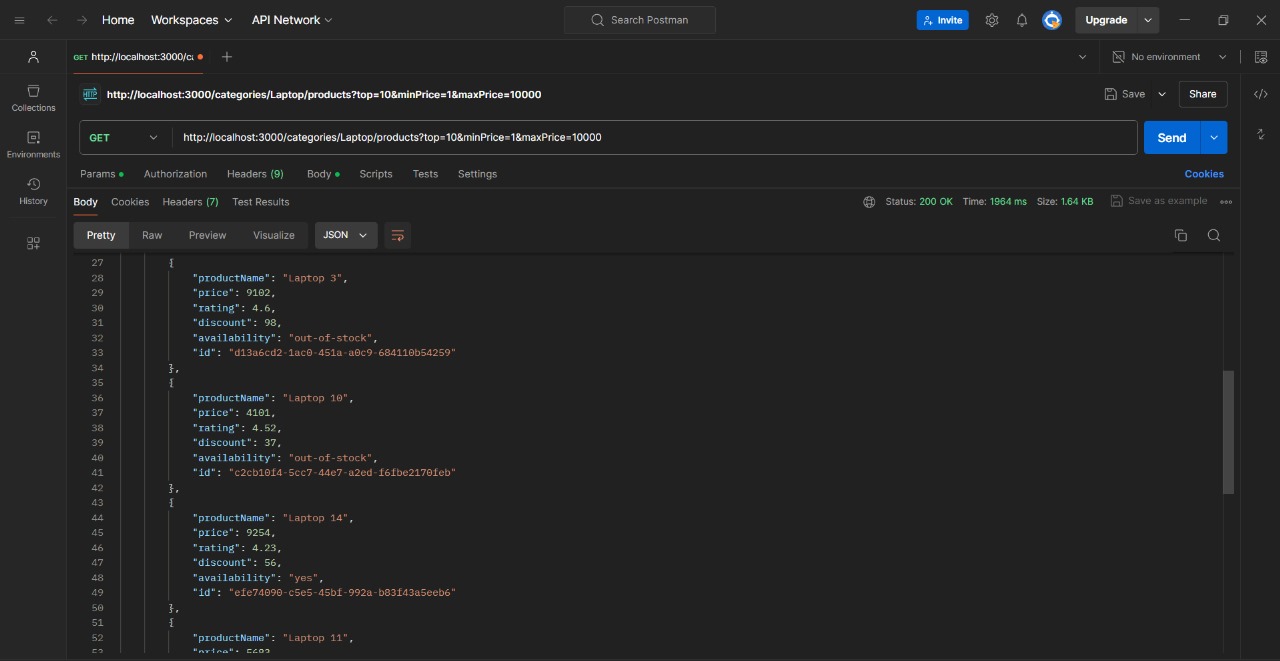 Home Workspaces API Network Search Postman Invite Upgrade
GET http://localhost:3000/ca No environment
HTTP http://localhost:3000/categories/Laptop/products?top=10&minPrice=1&maxPrice=10000 Save Share
Collections
GET http://localhost:3000/categories/Laptop/products?top=10&minPrice=1&maxPrice=10000 Send
Environments
Params Authorization Headers (9) Body Scripts Tests Settings Cookies
History
Body Cookies Headers (7) Test Results Status: 200 OK Time: 1964 ms Size: 1.64 KB Save as example
Pretty Raw Preview Visualize JSON
27 {
28 "productName": "Laptop 3",
29 "price": 9102,
30 "rating": 4.6,
31 "discount": 98,
32 "availability": "out-of-stock",
33 "id": "d13a6cd2-1ac0-451a-a0c9-684110b54259"
34 },
35 {
36 "productName": "Laptop 10",
37 "price": 4101,
38 "rating": 4.52,
39 "discount": 37,
40 "availability": "out-of-stock",
41 "id": "c2cb10f4-5cc7-44e7-a2ed-f6fbe2170feb"
42 },
43 {
44 "productName": "Laptop 14",
45 "price": 9254,
46 "rating": 4.23,
47 "discount": 56,
48 "availability": "yes",
49 "id": "efe74090-c5e5-45bf-992a-b83f43a5eeb6"
50 },
51 {
52 "productName": "Laptop 11",
53 "price": 5683,